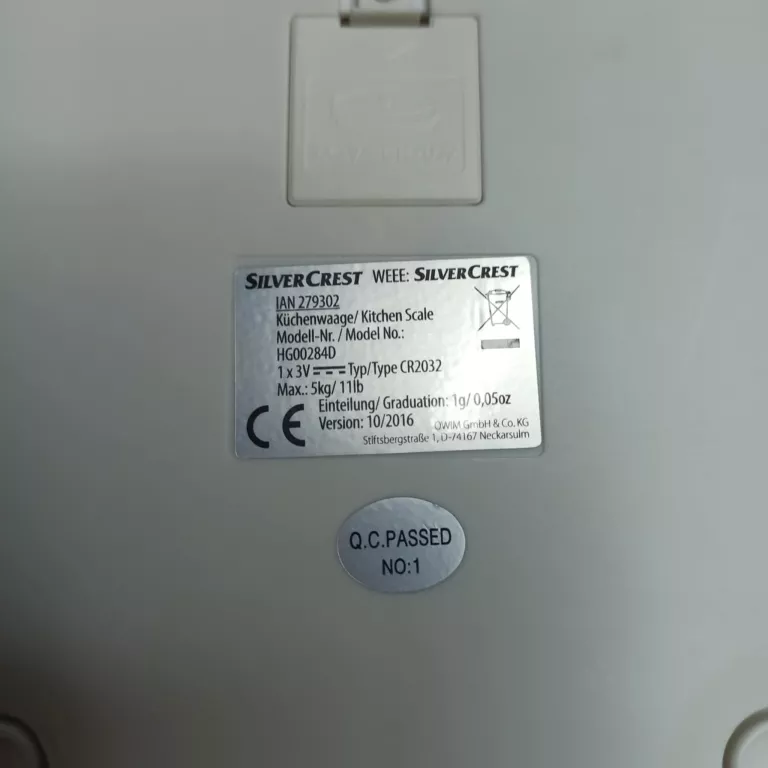 SILVERCREST WEEE: SILVERCREST
IAN 279302
Küchenwaage/ Kitchen Scale
Modell-Nr. / Model No.:
HG00284D
1 x 3V Typ/Type CR2032
Max.: 5kg/ 11lb
Einteilung/ Graduation: 1g/ 0,05oz
CE Version: 10/2016 OWIM GmbH & Co. KG
Stiftsbergstraße 1, D-74167 Neckarsulm
Q.C.PASSED
NO:1